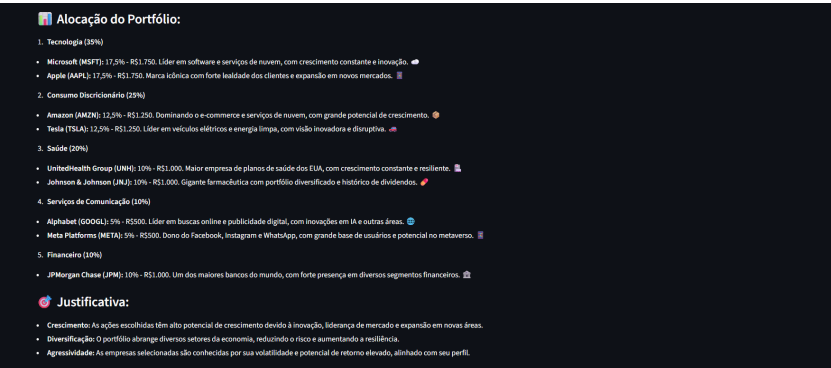 Alocação do Portfólio:
1. Tecnologia (35%)
• Microsoft (MSFT): 17,5% - R$1.750. Líder em software e serviços de nuvem, com crescimento constante e inovação.
• Apple (AAPL): 17,5% - R$1.750. Marca icônica com forte lealdade dos clientes e expansão em novos mercados.
2. Consumo Discricionário (25%)
• Amazon (AMZN): 12,5% - R$1.250. Dominando o e-commerce e serviços de nuvem, com grande potencial de crescimento.
• Tesla (TSLA): 12,5% - R$1.250. Líder em veículos elétricos e energia limpa, com visão inovadora e disruptiva.
3. Saúde (20%)
• UnitedHealth Group (UNH): 10% - R$1.000. Maior empresa de planos de saúde dos EUA, com crescimento constante e resiliente.
• Johnson & Johnson (JNJ): 10% - R$1.000. Gigante farmacêutica com portfólio diversificado e histórico de dividendos.
4. Serviços de Comunicação (10%)
• Alphabet (GOOGL): 5% - R$500. Líder em buscas online e publicidade digital, com inovações em IA e outras áreas.
• Meta Platforms (META): 5% - R$500. Dono do Facebook, Instagram e WhatsApp, com grande base de usuários e potencial no metaverso.
5. Financeiro (10%)
• JPMorgan Chase (JPM): 10% - R$1.000. Um dos maiores bancos do mundo, com forte presença em diversos segmentos financeiros.
Justificativa:
• Crescimento: As ações escolhidas têm alto potencial de crescimento devido à inovação, liderança de mercado e expansão em novas áreas.
• Diversificação: O portfólio abrange diversos setores da economia, reduzindo o risco e aumentando a resiliência.
• Agressividade: As empresas selecionadas são conhecidas por sua volatilidade e potencial de retorno elevado, alinhado com seu perfil.